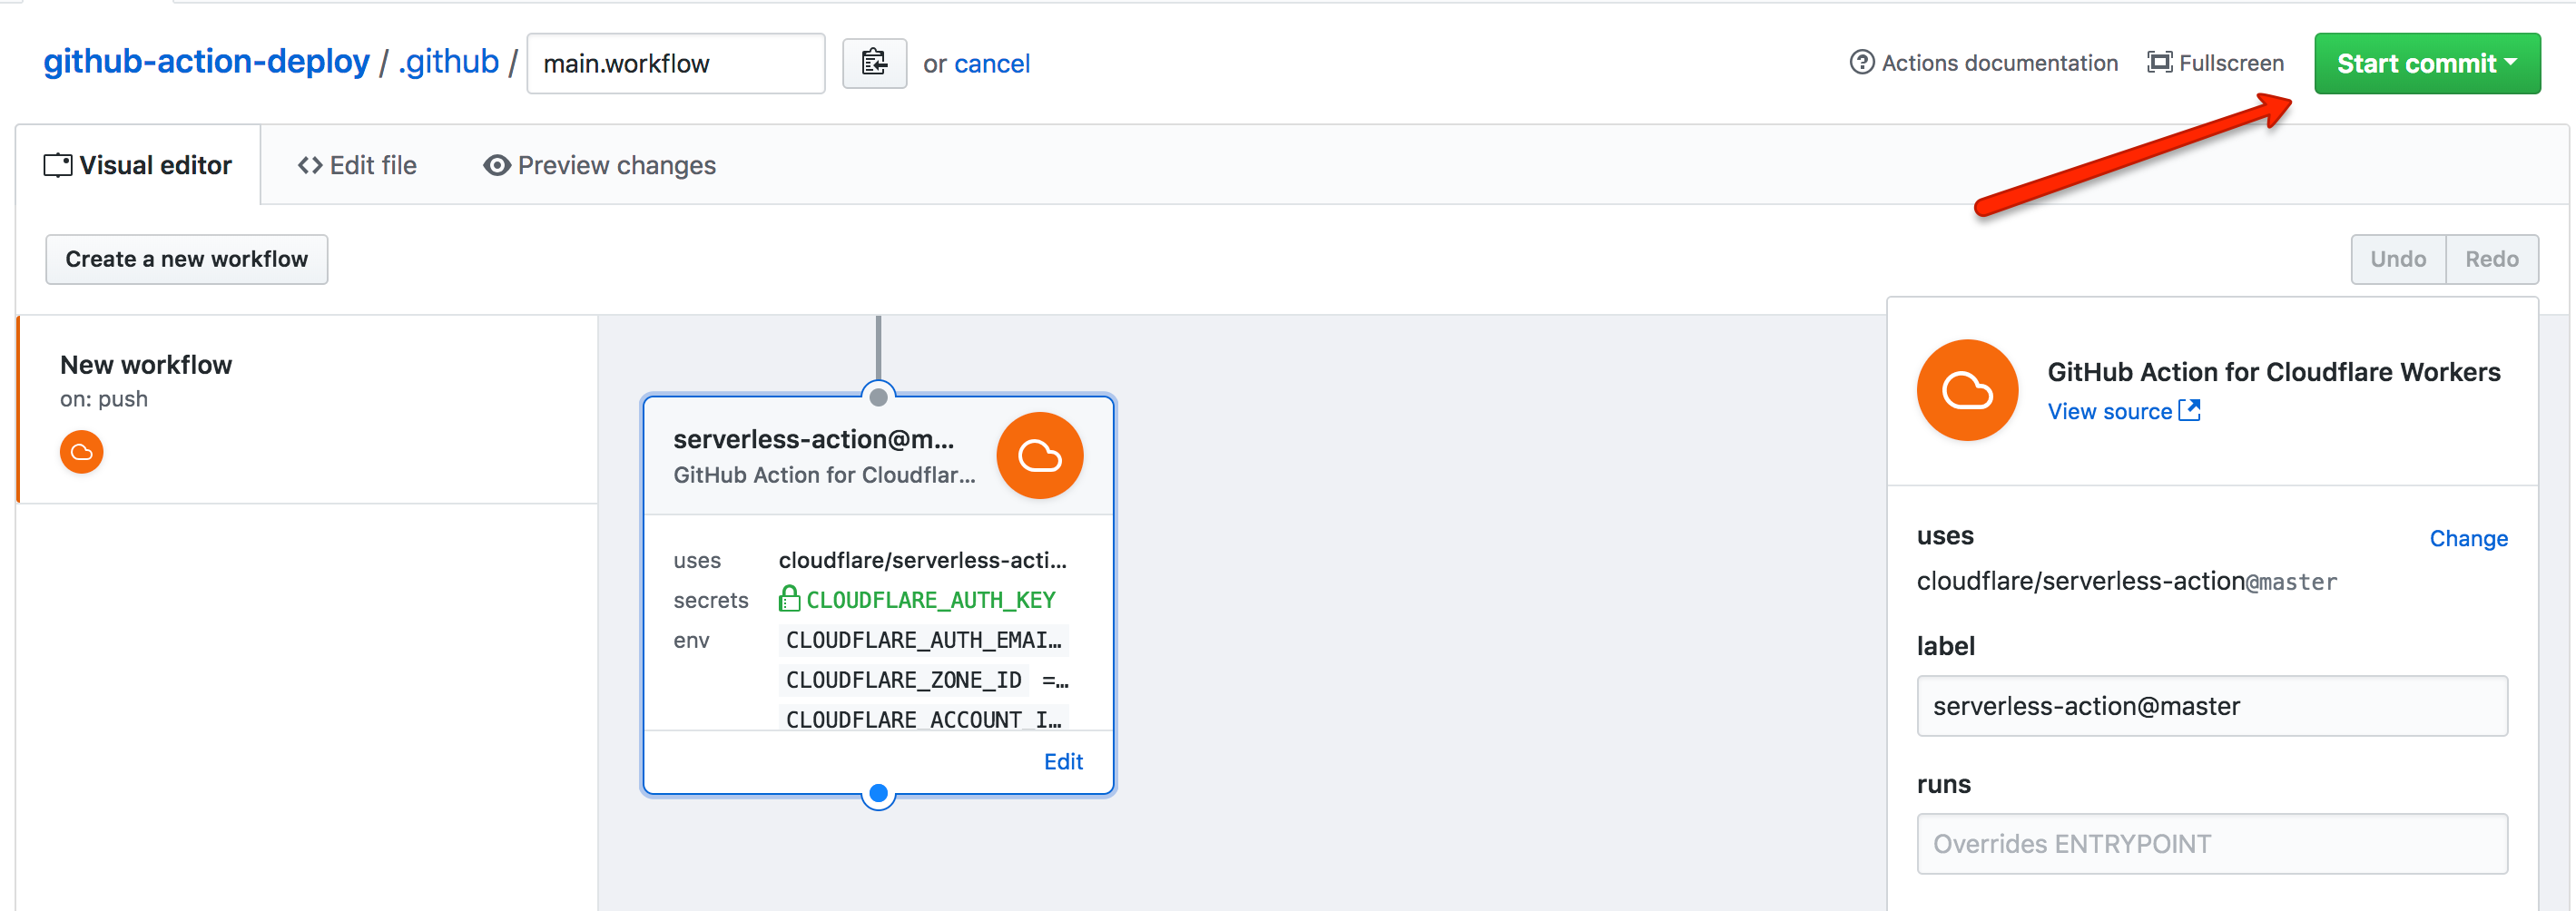 github-action-deploy / .github / main.workflow or cancel Actions documentation Fullscreen Start commit
Visual editor Edit file Preview changes
Create a new workflow Undo Redo
New workflow
on: push
serverless-action@m...
GitHub Action for Cloudflar...
uses cloudflare/serverless-acti...
secrets CLOUDFLARE_AUTH_KEY
env CLOUDFLARE_AUTH_EMAI...
CLOUDFLARE_ZONE_ID =...
CLOUDFLARE_ACCOUNT_I...
Edit
GitHub Action for Cloudflare Workers
View source
uses Change
cloudflare/serverless-action@master
label
serverless-action@master
runs
Overrides ENTRYPOINT